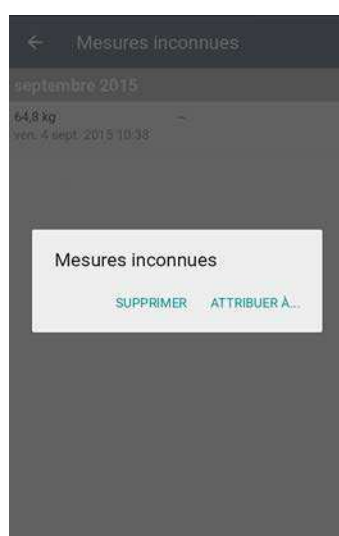 Mesures inconnues
septembre 2015
64,8 kg --
ven. 4 sept. 2015 10:38
Mesures inconnues
SUPPRIMER ATTRIBUER À...